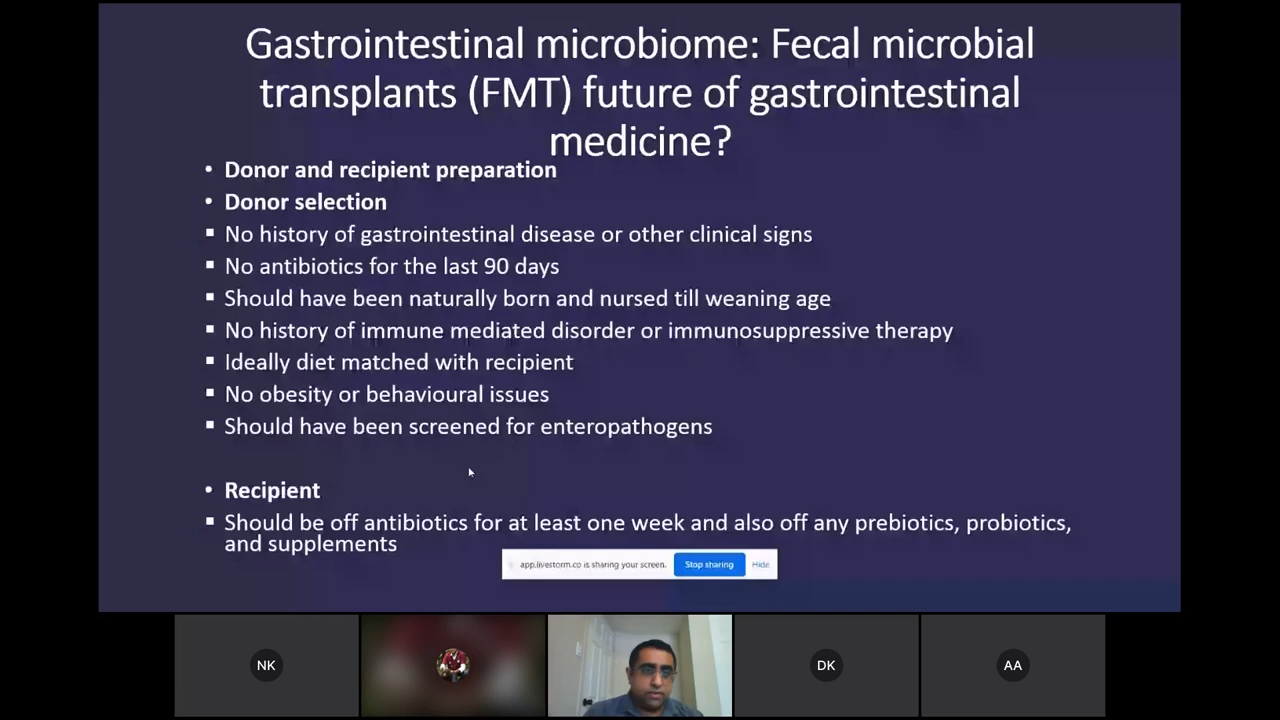 Gastrointestinal microbiome: Fecal microbial
transplants (FMT) future of gastrointestinal
medicine?
• Donor and recipient preparation
• Donor selection
▪ No history of gastrointestinal disease or other clinical signs
▪ No antibiotics for the last 90 days
▪ Should have been naturally born and nursed till weaning age
▪ No history of immune mediated disorder or immunosuppressive therapy
▪ Ideally diet matched with recipient
▪ No obesity or behavioural issues
▪ Should have been screened for enteropathogens
• Recipient
▪ Should be off antibiotics for at least one week and also off any prebiotics, probiotics,
and supplements
app.livestorm.co is sharing your screen. Stop sharing Hide
NK DK AA